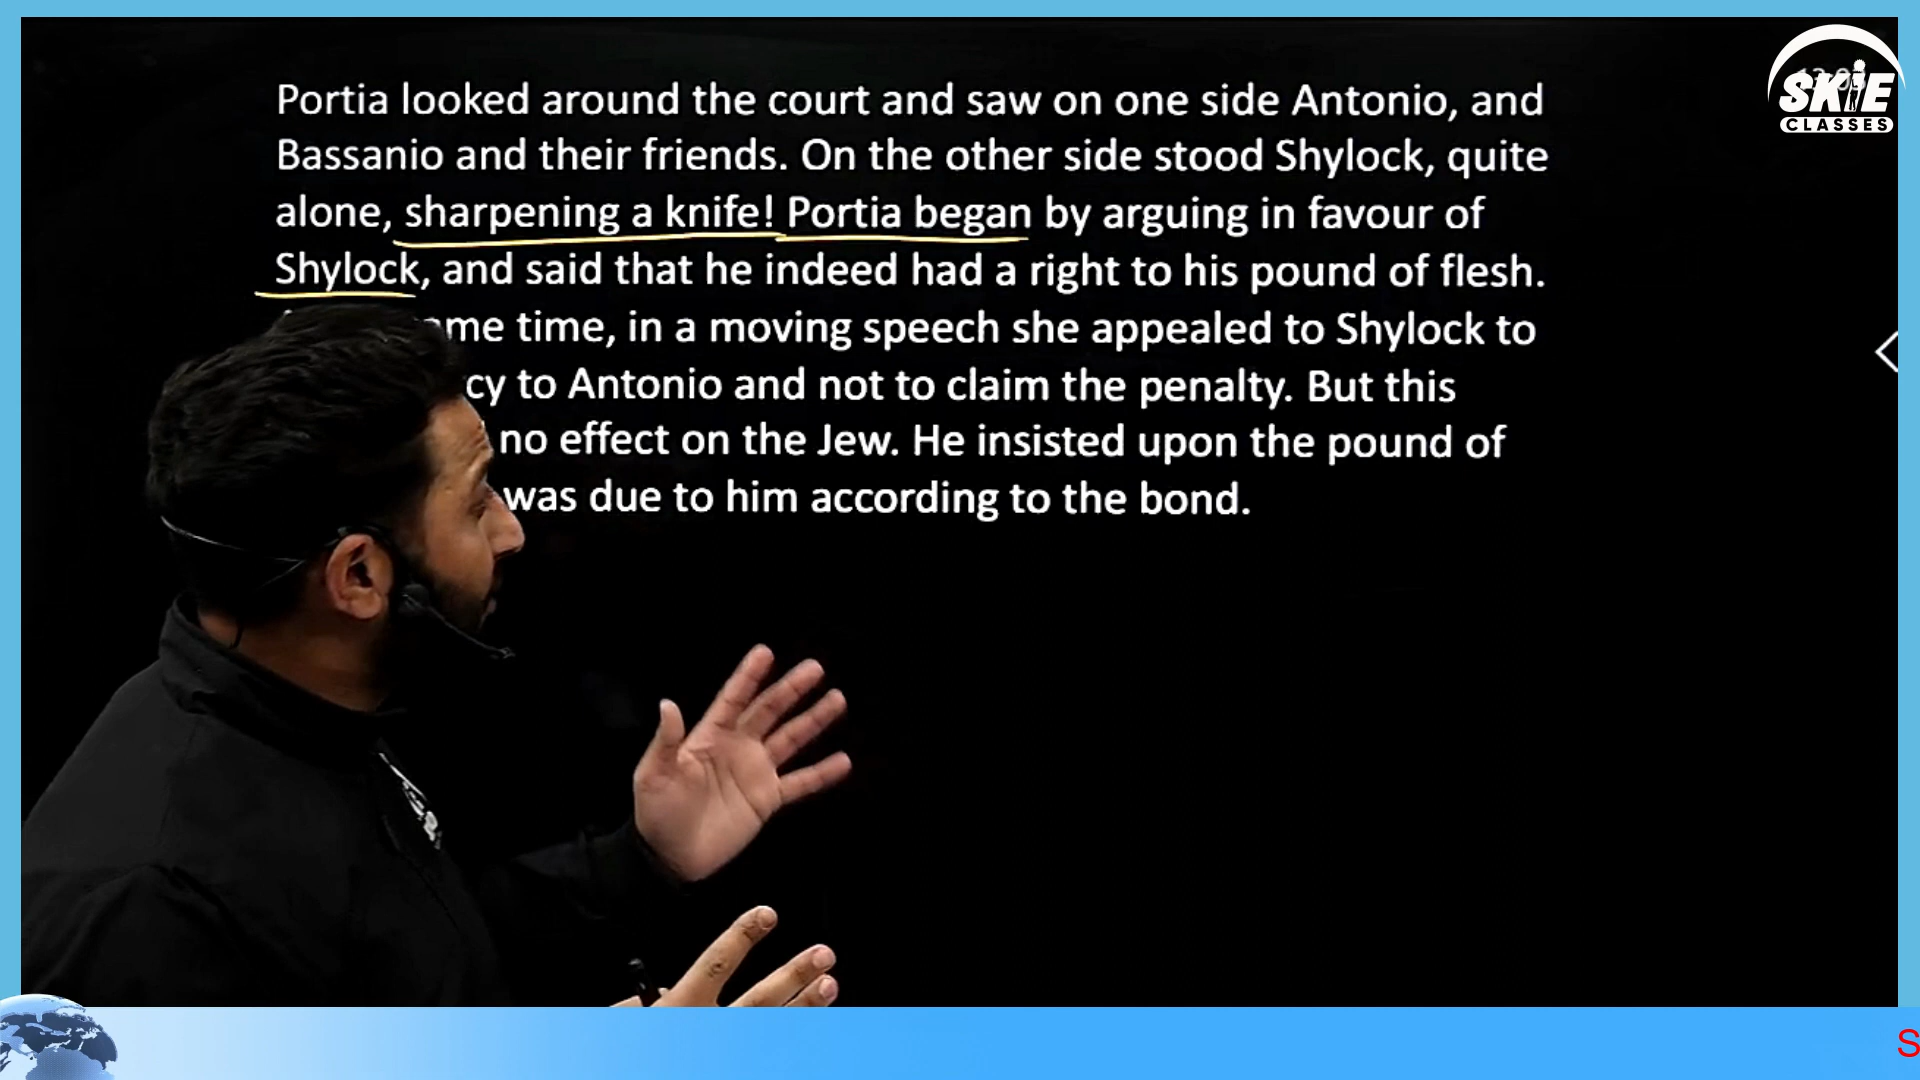 Portia looked around the court and saw on one side Antonio, and
Bassanio and their friends. On the other side stood Shylock, quite
alone, sharpening a knife! Portia began by arguing in favour of
Shylock, and said that he indeed had a right to his pound of flesh.
time, in a moving speech she appealed to Shylock to
to Antonio and not to claim the penalty. But this
no effect on the Jew. He insisted upon the pound of
was due to him according to the bond.
SKIE
CLASSES
S